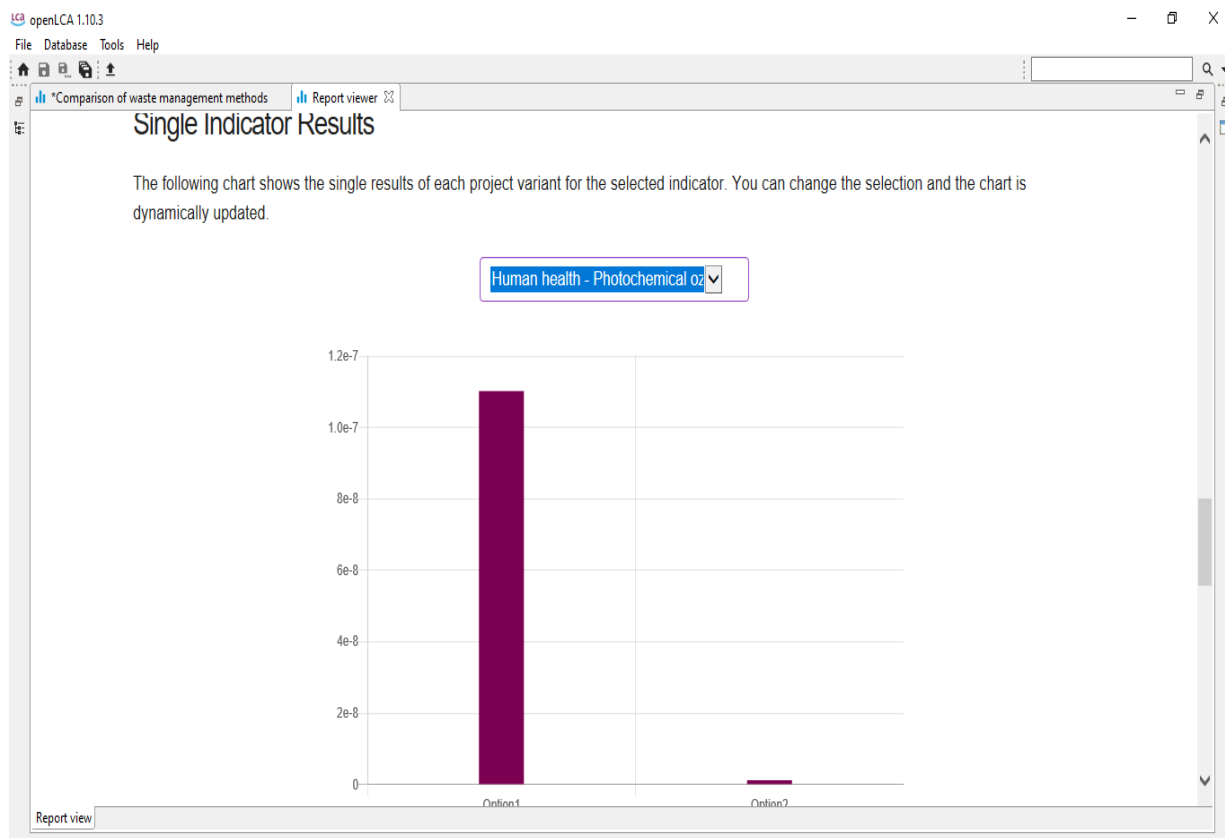 LCA openLCA 1.10.3
File Database Tools Help
*Comparison of waste management methods Report viewer
Single Indicator Results
The following chart shows the single results of each project variant for the selected indicator. You can change the selection and the chart is
dynamically updated.
Human health - Photochemical oz
1.2e-7
1.0e-7
8e-8
6e-8
4e-8
2e-8
0
Option1 Option2
Report view